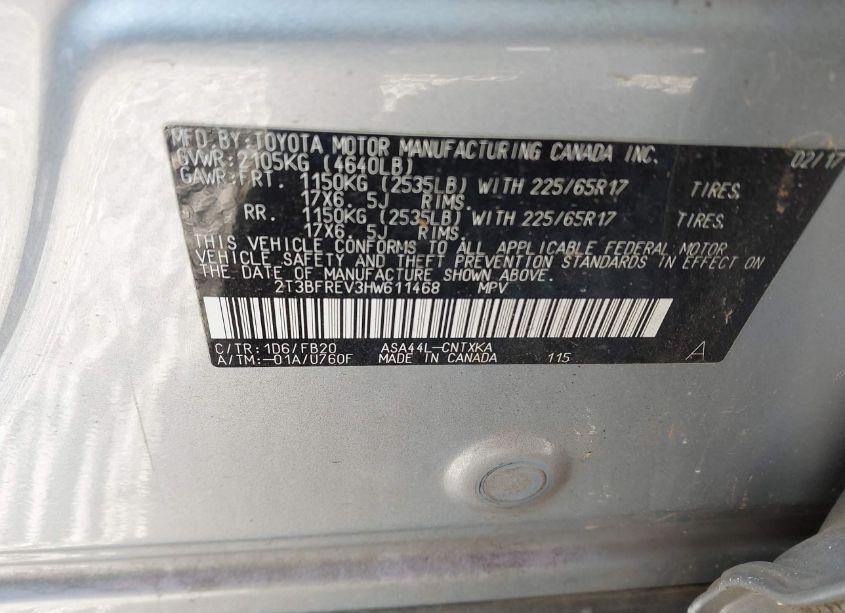 MFD BY: TOYOTA MOTOR MANUFACTURING CANADA INC. 02/17
GVWR: 2105KG (4640LB)
GAWR: FRT. 1150KG (2535LB) WITH 225/65R17 TIRES,
17X6. 5J RIMS.
RR. 1150KG (2535LB) WITH 225/65R17 TIRES,
17X6. 5J RIMS.
THIS VEHICLE CONFORMS TO ALL APPLICABLE FEDERAL MOTOR
VEHICLE SAFETY AND THEFT PREVENTION STANDARDS IN EFFECT ON
THE DATE OF MANUFACTURE SHOWN ABOVE.
2T3BFREV3HW611468 MPV
C/TR: 1D6/FB20 ASA44L-CNTXKA
A/TM: -01A/U760F MADE IN CANADA 115 A